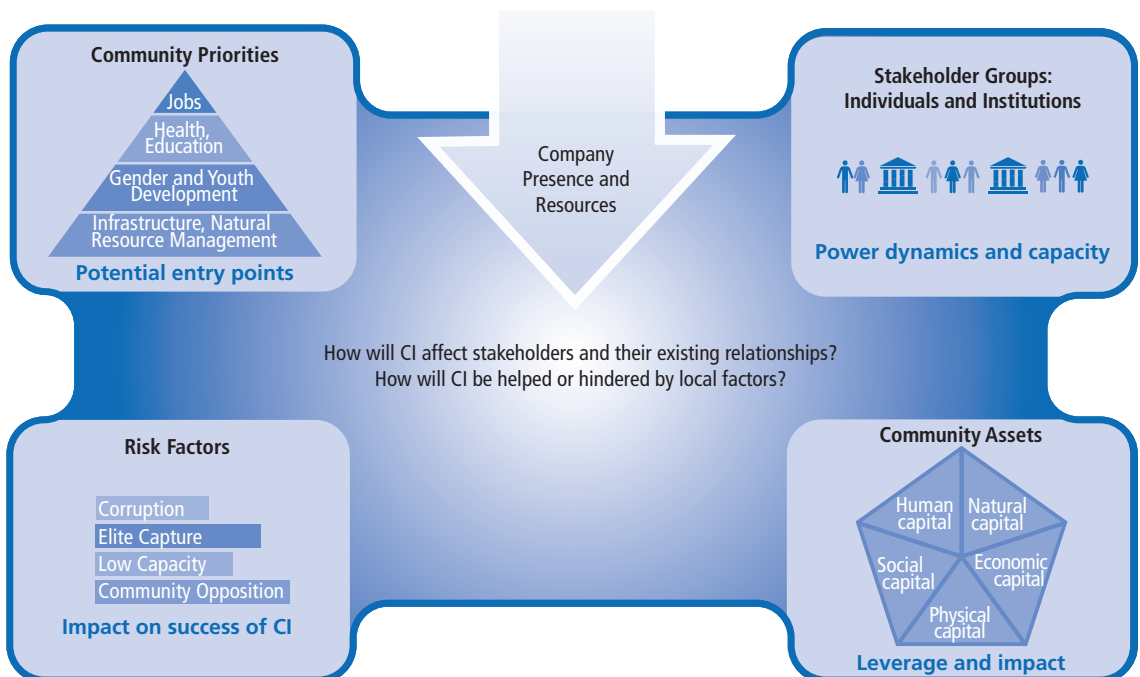 Community Priorities
Jobs
Health,
Education
Gender and Youth
Development
Infrastructure, Natural
Resource Management
Potential entry points
Company
Presence and
Resources
Stakeholder Groups:
Individuals and Institutions
Power dynamics and capacity
How will CI affect stakeholders and their existing relationships?
How will CI be helped or hindered by local factors?
Risk Factors
Corruption
Elite Capture
Low Capacity
Community Opposition
Impact on success of CI
Community Assets
Human
capital
Natural
capital
Social
capital
Economic
capital
Physical
capital
Leverage and impact